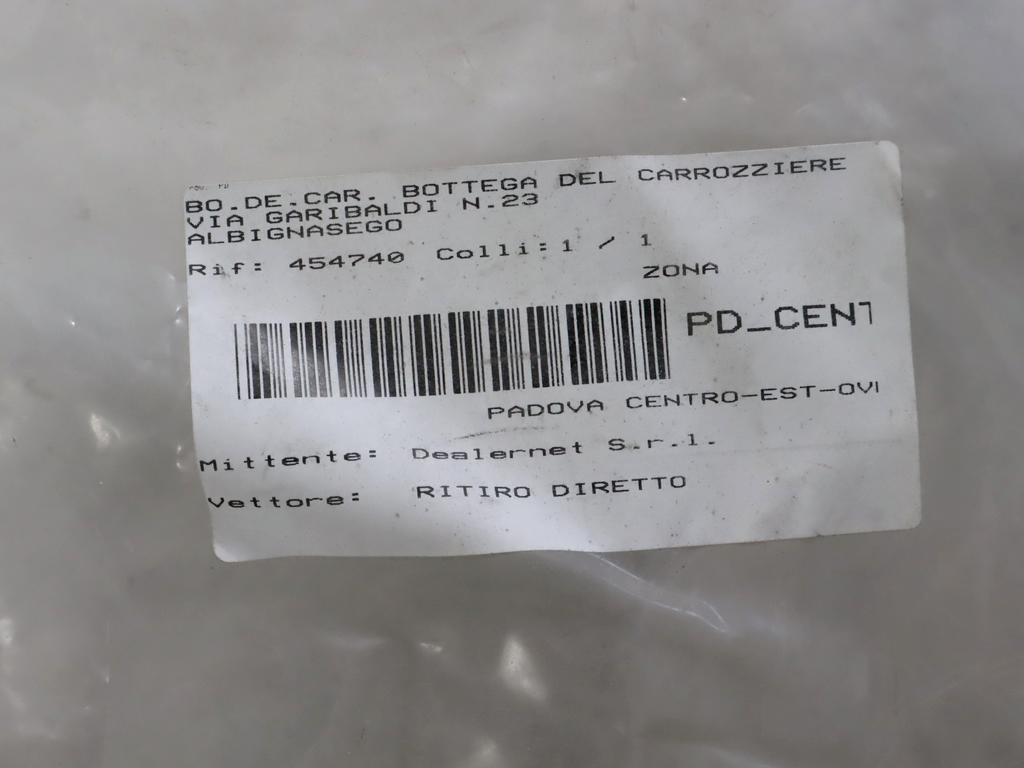 BO.DE.CAR. BOTTEGA DEL CARROZZIERE
VIA GARIBALDI N.23
ALBIGNASEGO
Rif: 454740 Colli:1 / 1
ZONA
PD_CENT
PADOVA CENTRO-EST-OVI
Mittente: Dealernet S.r.l.
Vettore: RITIRO DIRETTO